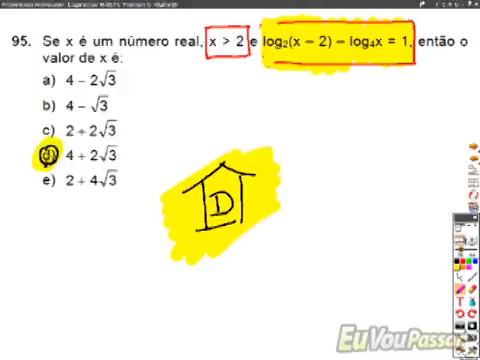 95. Se x é um número real, x > 2 e log₂(x – 2) – log₄x = 1, então o
valor de x é:
a) 4 – 2√3
b) 4 – √3
c) 2 + 2√3
d) 4 + 2√3
e) 2 + 4√3
D
EuVouPassar